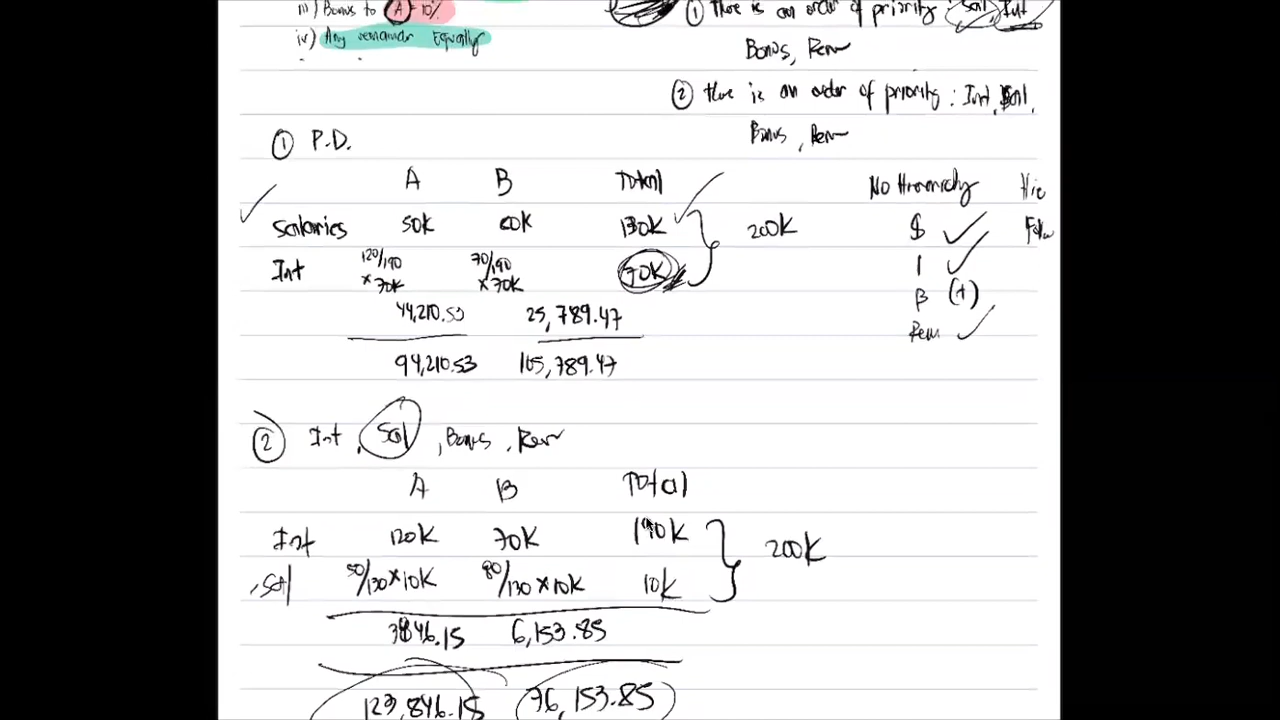 iii) Bonus to A - 10%
iv) Any remainder Equally
① There is an order of priority : Sal, Int
Bonus, Rem
② there is an order of priority : Int, Sal,
Bonus, Rem
① P.D.
A B Total
Salaries 50K 80K 130K 200K
Int 120/190 x 70K 70/190 x 70K 70K
44,210.53 25,789.47
94,210.53 105,789.47
No Hierarchy Hie
$ ✓
I ✓
B (+)
Rem ✓
② Int, Sal, Bonus, Rem
A B Total
Int 120K 70K 190K 200K
Sal 50/130 x 10K 80/130 x 10K 10K
3846.15 6,153.85
123,846.15 76,153.85